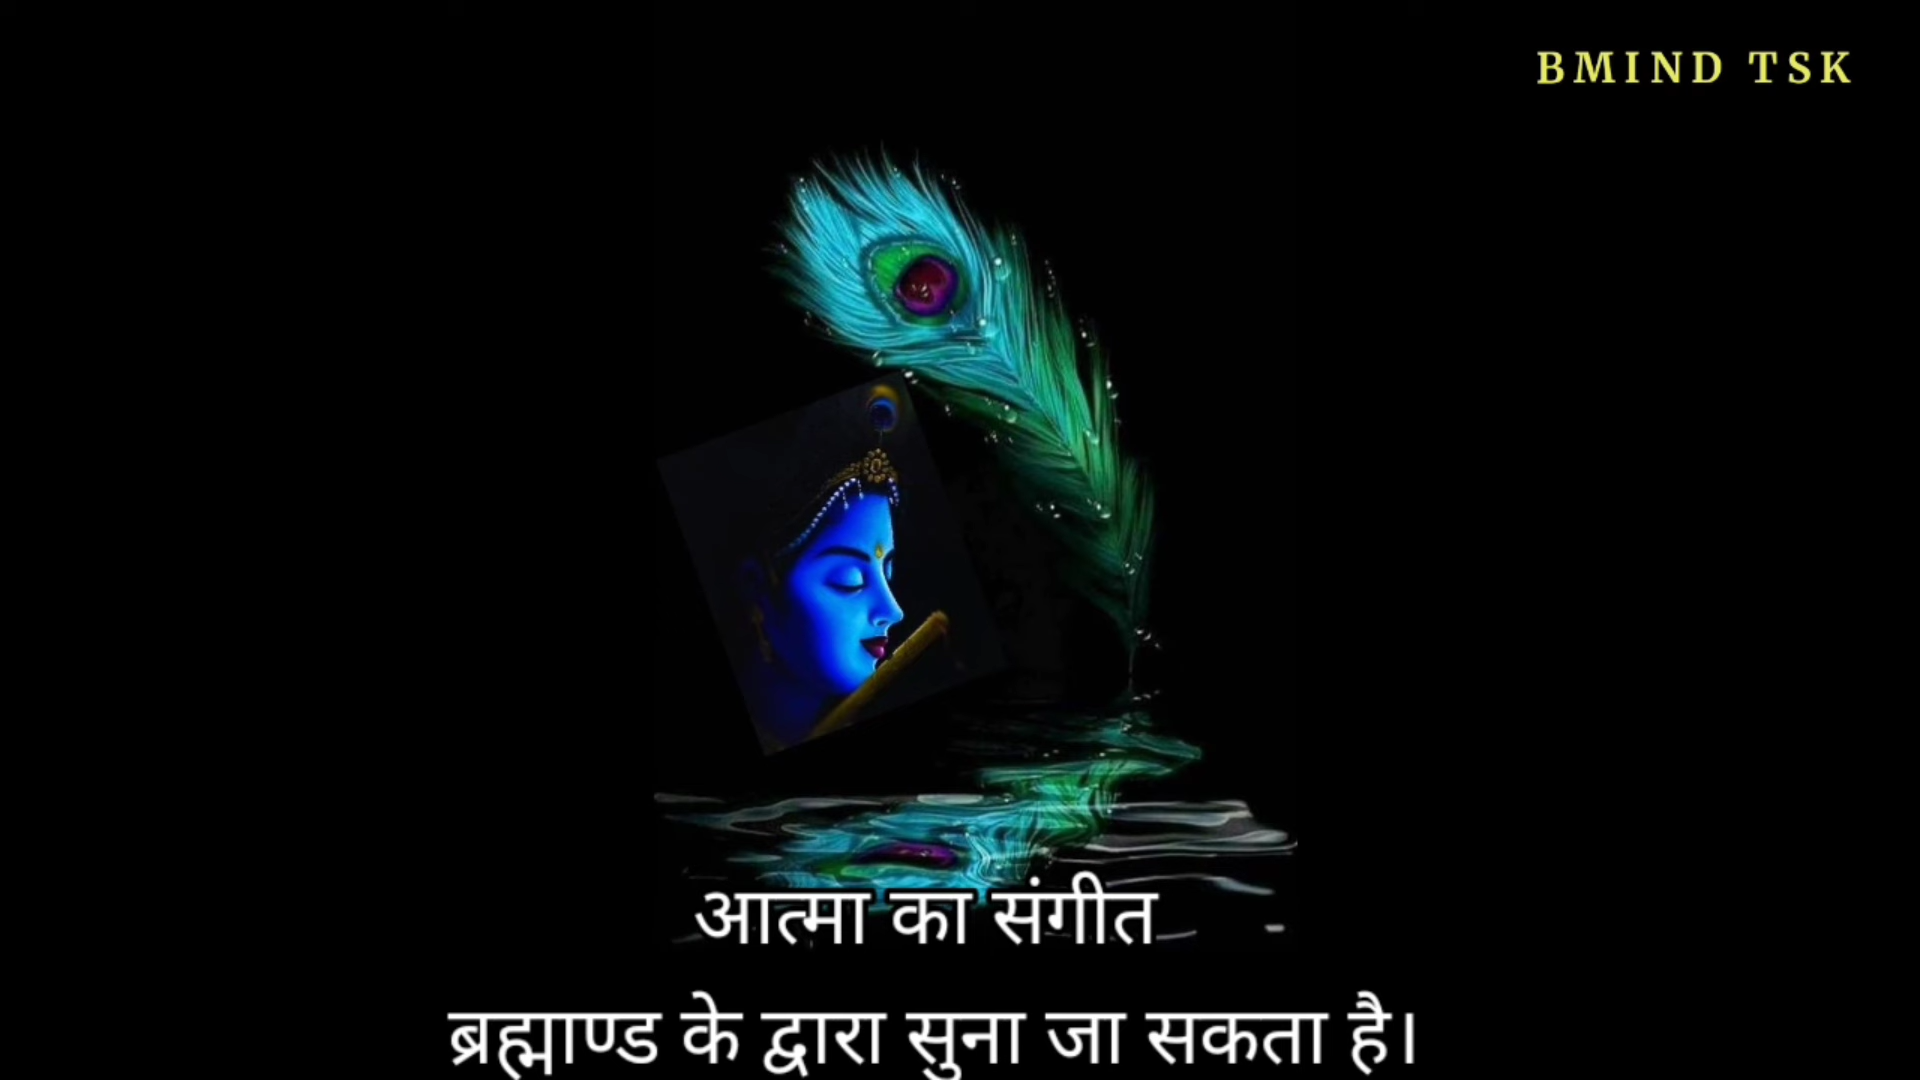 BMIND TSK
आत्मा का संगीत
ब्रह्माण्ड के द्वारा सुना जा सकता है।